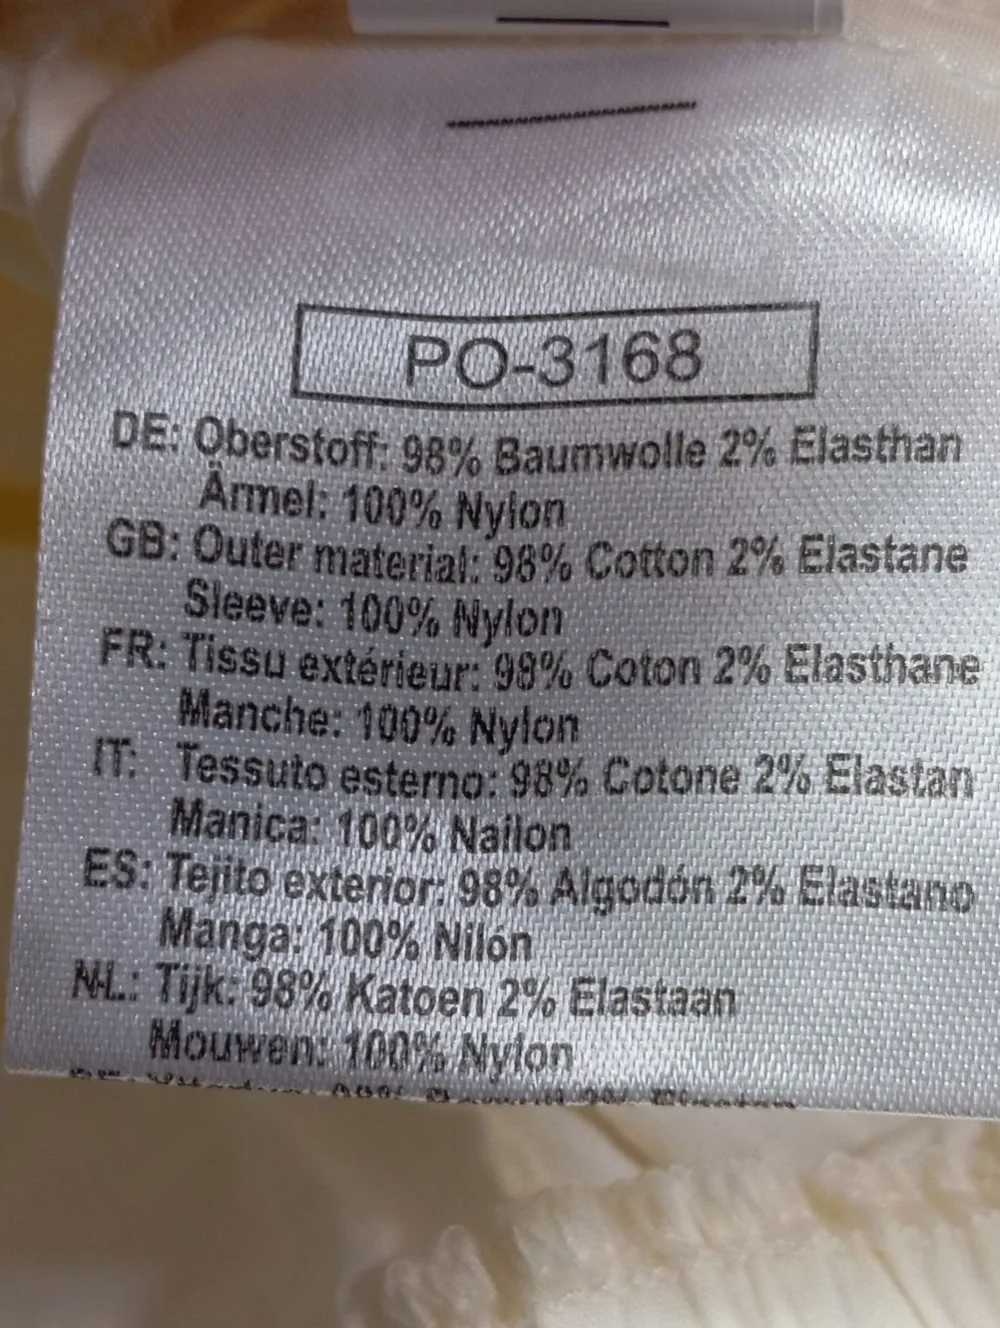 PO-3168
DE: Oberstoff: 98% Baumwolle 2% Elasthan
Ärmel: 100% Nylon
GB: Outer material: 98% Cotton 2% Elastane
Sleeve: 100% Nylon
FR: Tissu extérieur: 98% Coton 2% Elasthane
Manche: 100% Nylon
IT: Tessuto esterno: 98% Cotone 2% Elastan
Manica: 100% Nailon
ES: Tejito exterior: 98% Algodón 2% Elastano
Manga: 100% Nilón
NL: Tijk: 98% Katoen 2% Elastaan
Mouwen: 100% Nylon